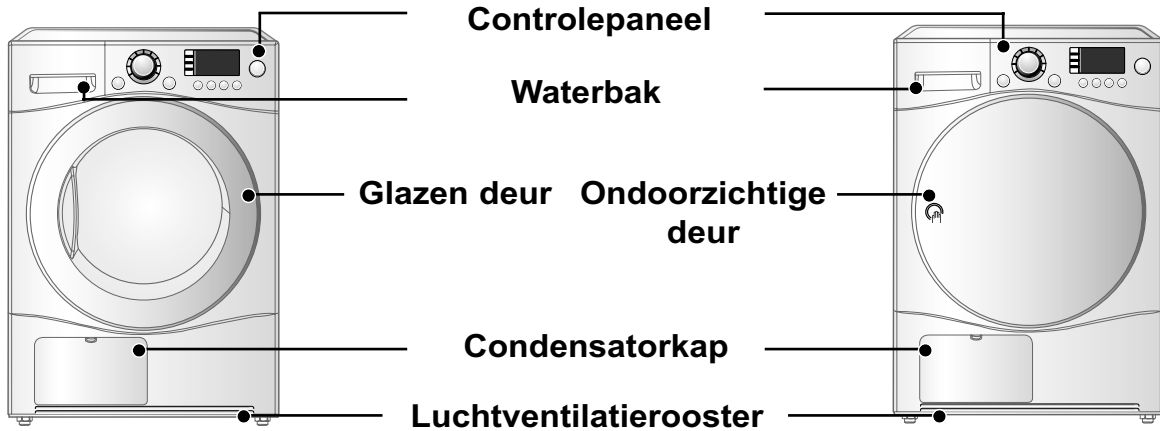 Controlepaneel
Waterbak
Glazen deur
Ondoorzichtige
deur
Condensatorkap
Luchtventilatierooster